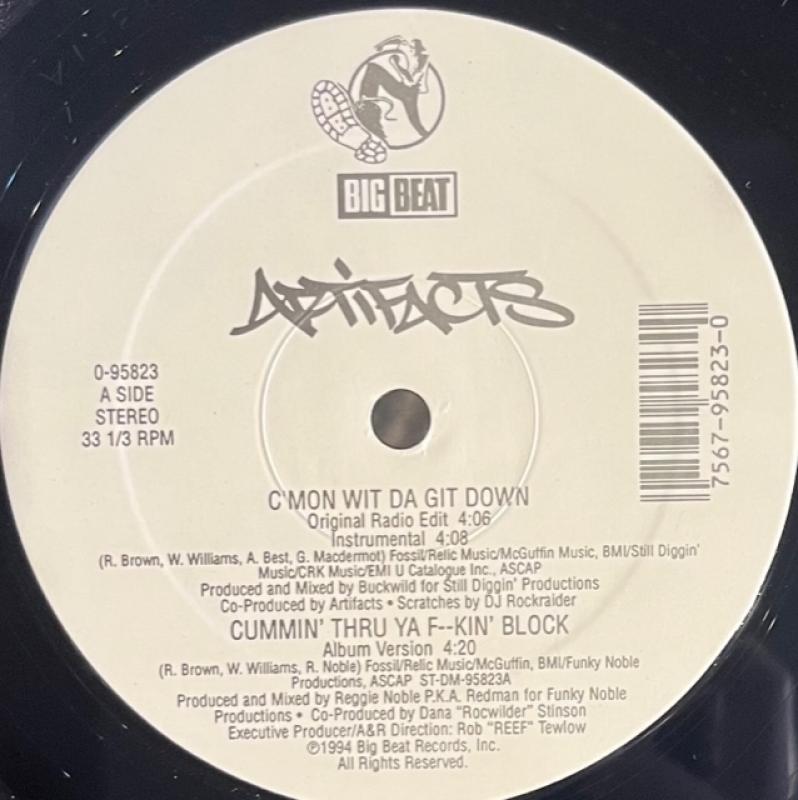 BIG BEAT
ARTIFACTS
0-95823
A SIDE
STEREO
33 1/3 RPM
7567-95823-0
C'MON WIT DA GIT DOWN
Original Radio Edit 4:06
Instrumental 4:08
(R. Brown, W. Williams, A. Best, G. Macdermot) Fossil/Relic Music/McGuffin Music, BMI/Still Diggin'
Music/CRK Music/EMI U Catalogue Inc., ASCAP
Produced and Mixed by Buckwild for Still Diggin' Productions
Co-Produced by Artifacts • Scratches by DJ Rockraider
CUMMIN' THRU YA F--KIN' BLOCK
Album Version 4:20
(R. Brown, W. Williams, R. Noble) Fossil/Relic Music/McGuffin, BMI/Funky Noble
Productions, ASCAP ST-DM-95823A
Produced and Mixed by Reggie Noble P.K.A. Redman for Funky Noble
Productions • Co-Produced by Dana "Rocwilder" Stinson
Executive Producer/A&R Direction: Rob "REEF" Tewlow
℗1994 Big Beat Records, Inc.
All Rights Reserved.